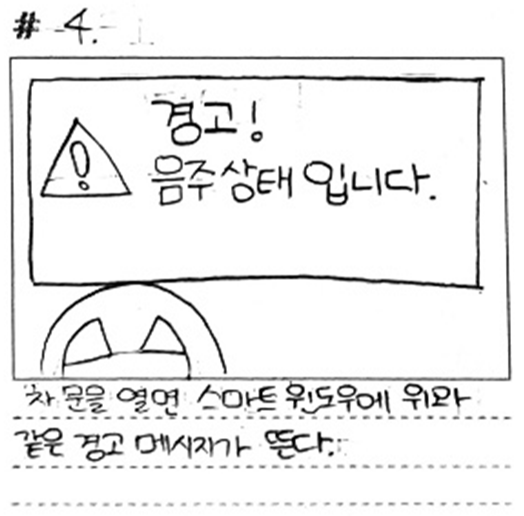 # 4.
경고!
음주상태 입니다.
차 문을 열면 스마트 윈도우에 위와
같은 경고 메시지가 뜬다.